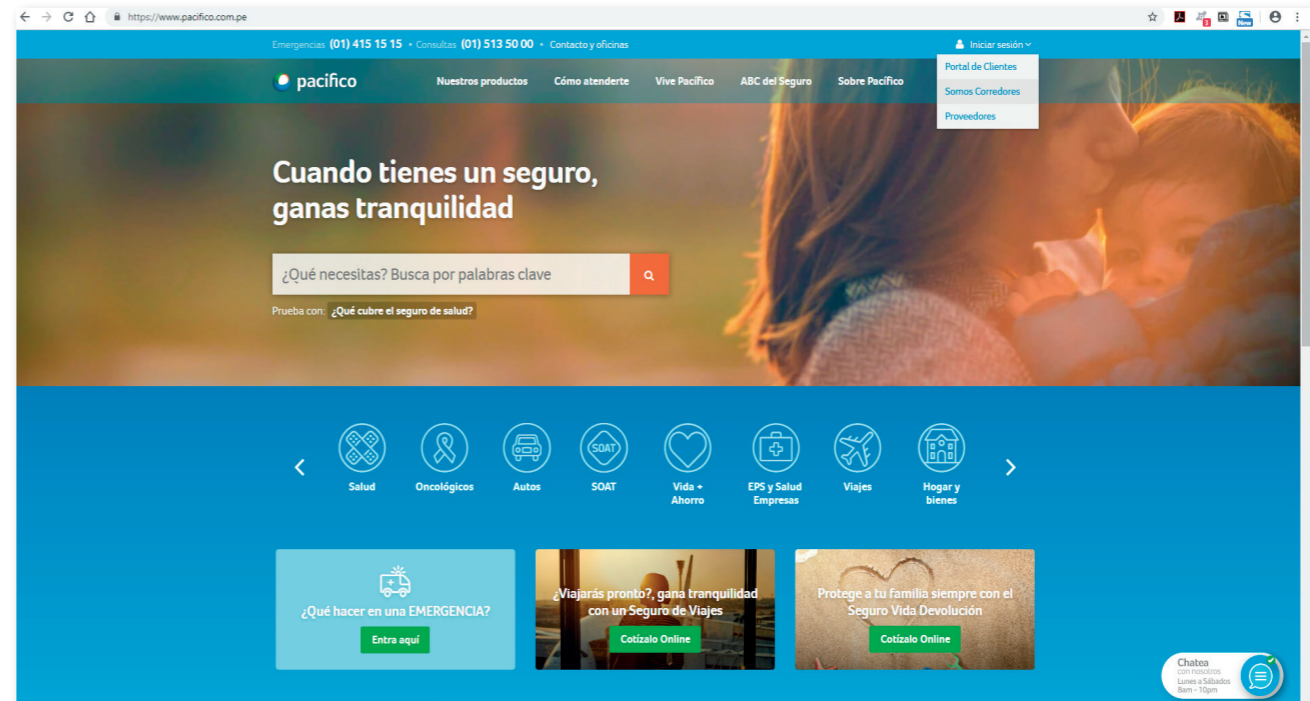 https://www.pacifico.com.pe
New
3
Emergencias (01) 415 15 15 • Consultas (01) 513 50 00 • Contacto y oficinas
Iniciar sesión
Portal de Clientes
Somos Corredores
Proveedores
pacífico
Nuestros productos
Cómo atenderte
Vive Pacífico
ABC del Seguro
Sobre Pacífico
Cuando tienes un seguro,
ganas tranquilidad
¿Qué necesitas? Busca por palabras clave
Prueba con: ¿Qué cubre el seguro de salud?
Salud
Oncológicos
Autos
SOAT
SOAT
Vida +
Ahorro
EPS y Salud
Empresas
Viajes
Hogar y
bienes
¿Qué hacer en una EMERGENCIA?
Entra aquí
¿Viajarás pronto?, gana tranquilidad
con un Seguro de Viajes
Cotízalo Online
Protege a tu familia siempre con el
Seguro Vida Devolución
Cotízalo Online
Chatea
con nosotros
Lunes a Sábados
8am - 10pm